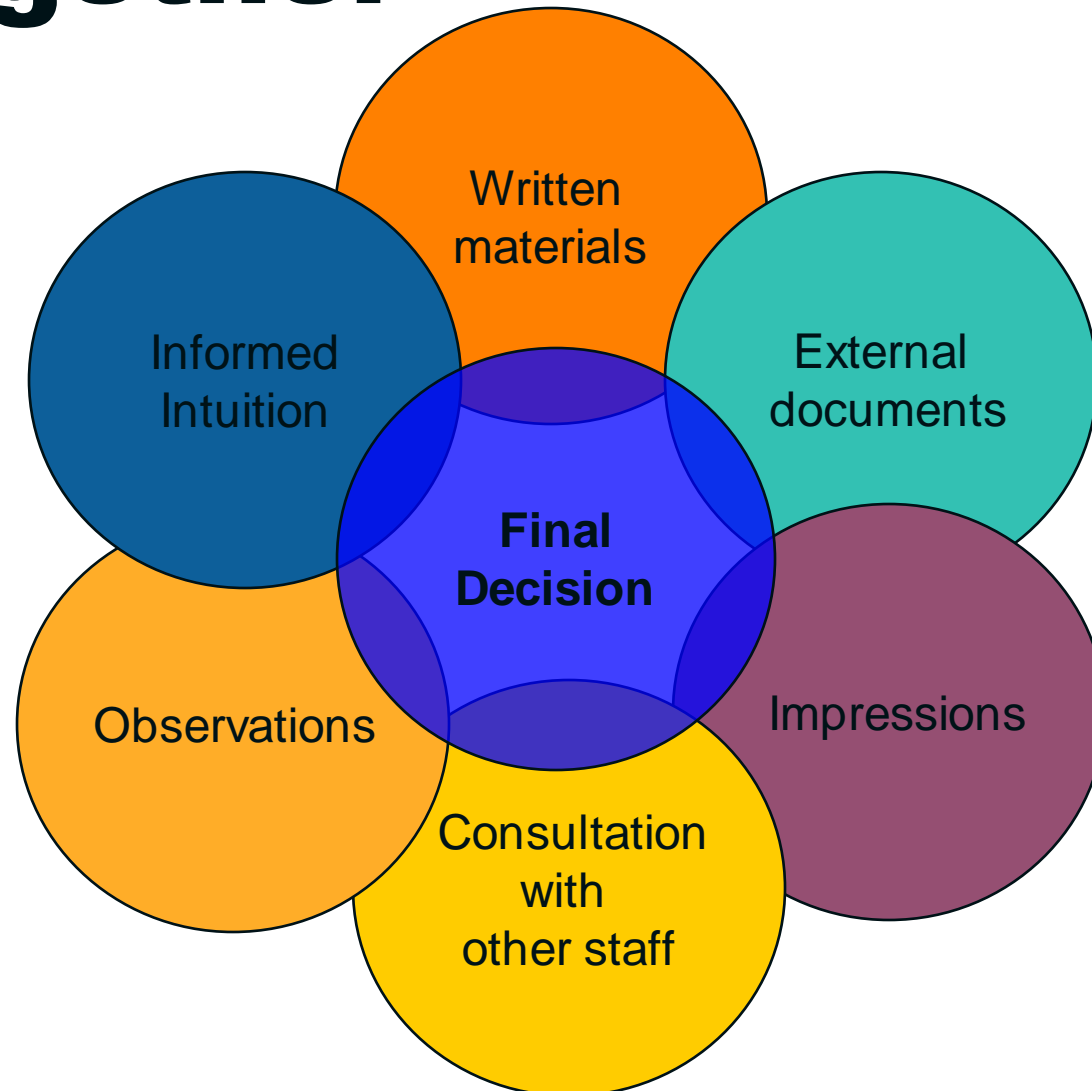 Written
materials
Informed
Intuition
External
documents
Final
Decision
Observations
Impressions
Consultation
with
other staff